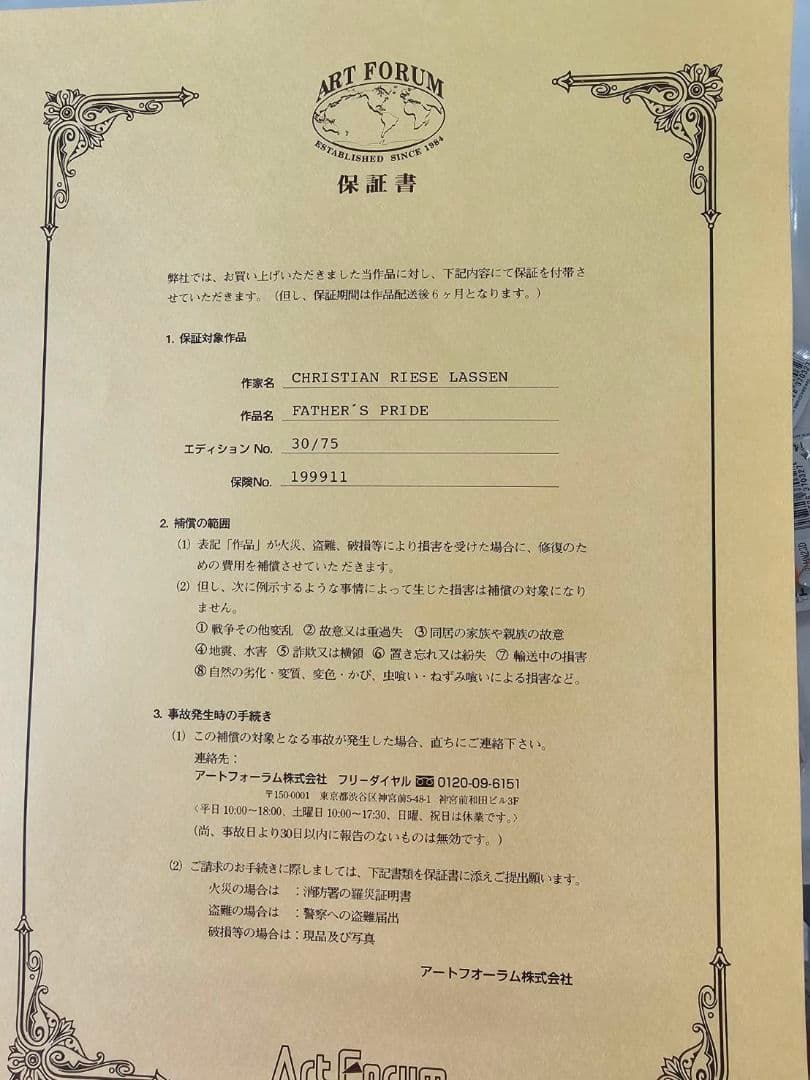 ART FORUM
ESTABLISHED SINCE 1984
保証書
弊社では、お買い上げいただきました当作品に対し、下記内容にて保証を付帯さ
せていただきます。（但し、保証期間は作品配送後6ヶ月となります。）
1. 保証対象作品
作家名 CHRISTIAN RIESE LASSEN
作品名 FATHER´S PRIDE
エディション No. 30/75
保険No. 199911
2. 補償の範囲
(1) 表記「作品」が火災、盗難、破損等により損害を受けた場合に、修復のた
めの費用を補償させていただきます。
(2) 但し、次に例示するような事情によって生じた損害は補償の対象になり
ません。
①戦争その他変乱 ②故意又は重過失 ③同居の家族や親族の故意
④地震、水害 ⑤詐欺又は横領 ⑥置き忘れ又は紛失 ⑦輸送中の損害
⑧自然の劣化・変質、変色・かび、虫喰い・ねずみ喰いによる損害など。
3. 事故発生時の手続き
(1) この補償の対象となる事故が発生した場合、直ちにご連絡下さい。
連絡先：
アートフォーラム株式会社 フリーダイヤル 0120-09-6151
〒150-0001 東京都渋谷区神宮前5-48-1 神宮前和田ビル3F
〈平日10:00〜18:00、土曜日10:00〜17:30、日曜、祝日は休業です。〉
（尚、事故日より30日以内に報告のないものは無効です。）
(2) ご請求のお手続きに際しましては、下記書類を保証書に添えご提出願います。
火災の場合は ：消防署の羅災証明書
盗難の場合は ：警察への盗難届出
破損等の場合は：現品及び写真
アートフオーラム株式会社
Art Forum